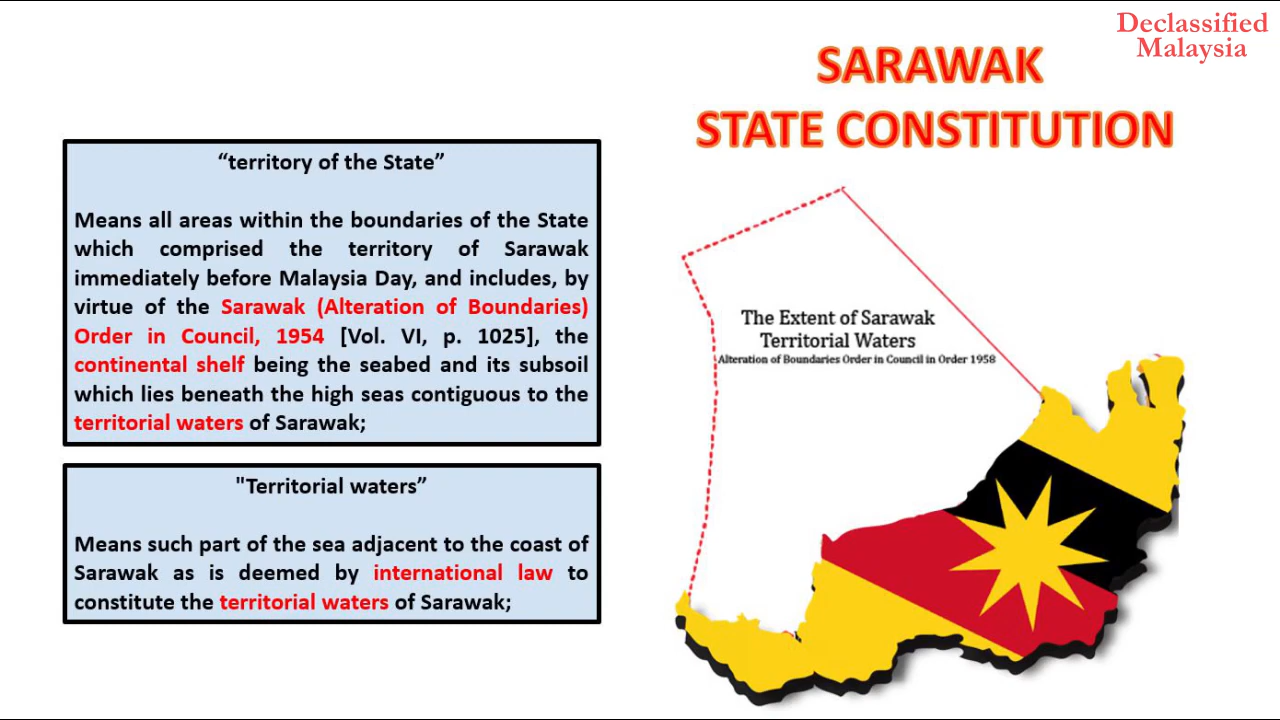 Declassified
Malaysia
SARAWAK
STATE CONSTITUTION
“territory of the State”
Means all areas within the boundaries of the State
which comprised the territory of Sarawak
immediately before Malaysia Day, and includes, by
virtue of the Sarawak (Alteration of Boundaries)
Order in Council, 1954 [Vol. VI, p. 1025], the
continental shelf being the seabed and its subsoil
which lies beneath the high seas contiguous to the
territorial waters of Sarawak;
"Territorial waters”
Means such part of the sea adjacent to the coast of
Sarawak as is deemed by international law to
constitute the territorial waters of Sarawak;
The Extent of Sarawak
Territorial Waters
Alteration of Boundaries Order in Council in Order 1958